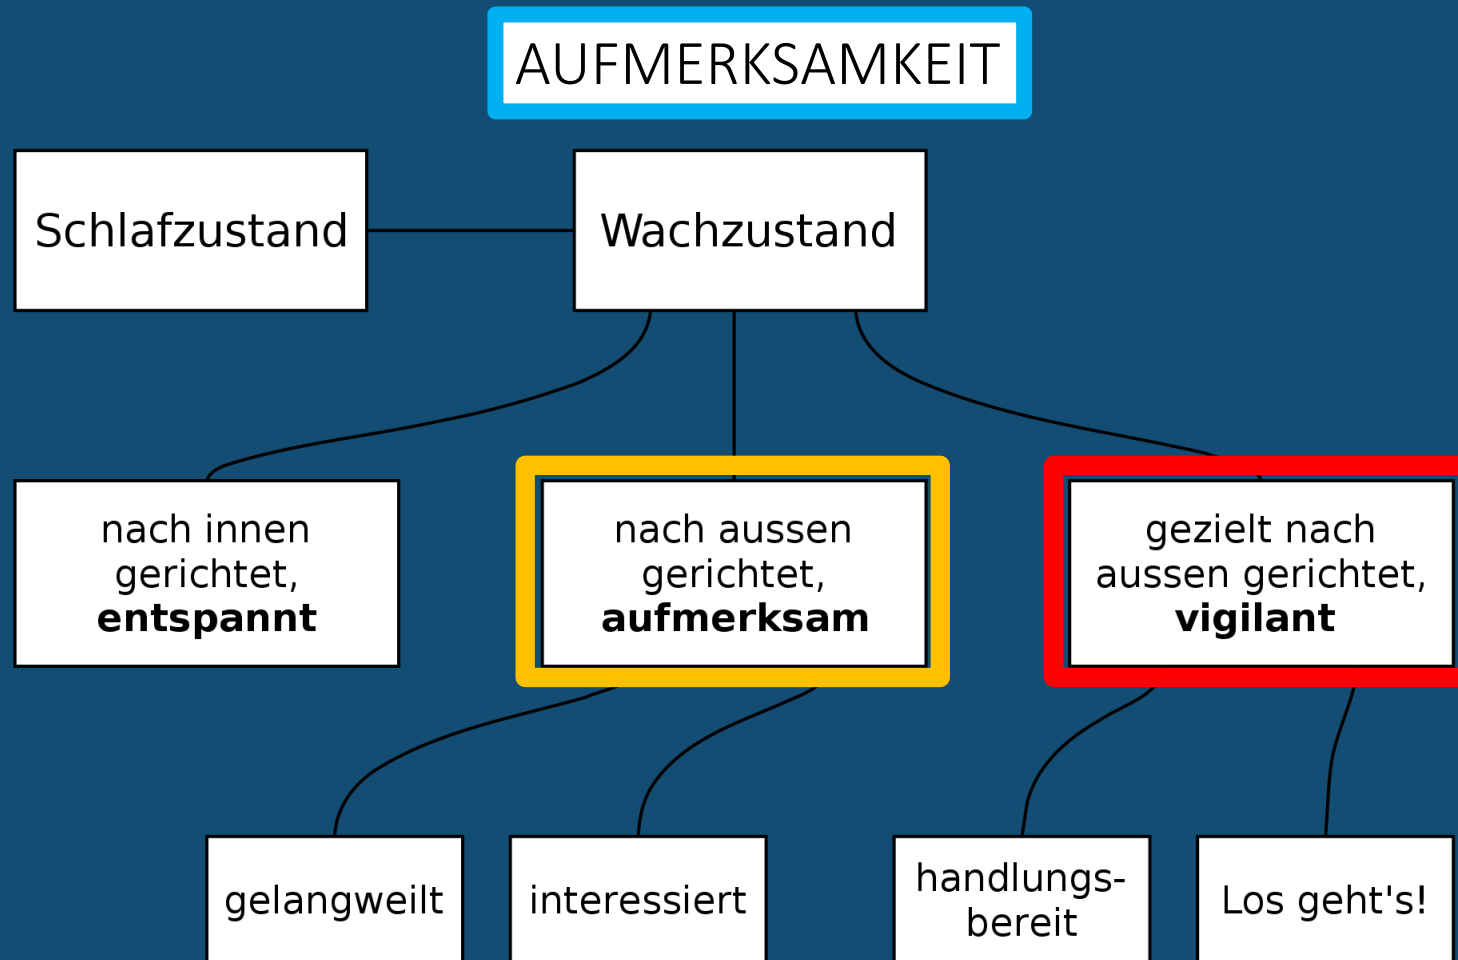 AUFMERKSAMKEIT
Schlafzustand
Wachzustand
nach innen
gerichtet,
entspannt
nach aussen
gerichtet,
aufmerksam
gezielt nach
aussen gerichtet,
vigilant
gelangweilt
interessiert
handlungs-
bereit
Los geht's!